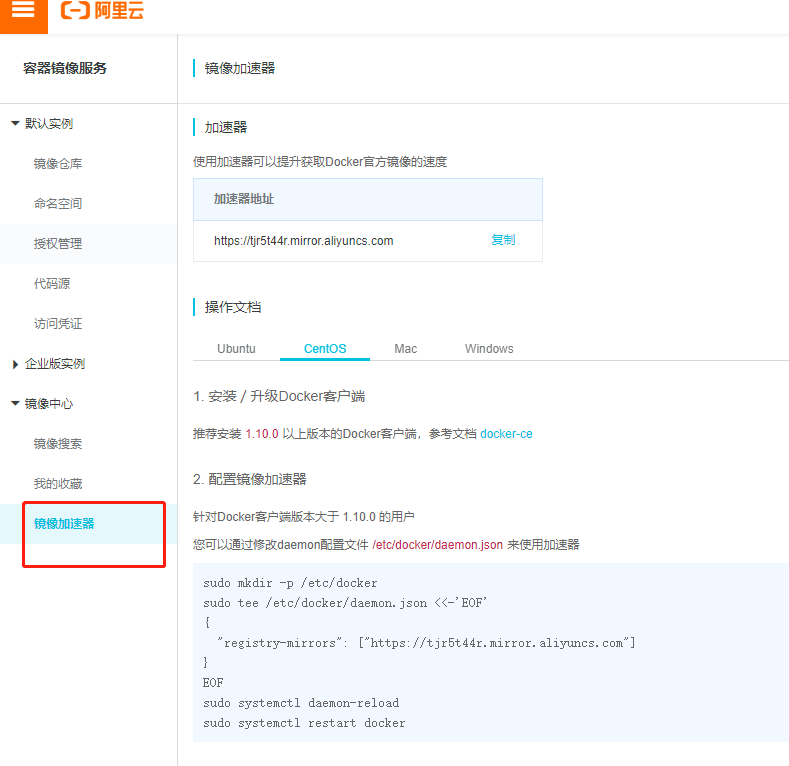 阿里云
容器镜像服务
默认实例
镜像仓库
命名空间
授权管理
代码源
访问凭证
企业版实例
镜像中心
镜像搜索
我的收藏
镜像加速器
镜像加速器
加速器
使用加速器可以提升获取Docker官方镜像的速度
加速器地址
https://tjr5t44r.mirror.aliyuncs.com 复制
操作文档
Ubuntu CentOS Mac Windows
1. 安装 / 升级Docker客户端
推荐安装 1.10.0 以上版本的Docker客户端，参考文档 docker-ce
2. 配置镜像加速器
针对Docker客户端版本大于 1.10.0 的用户
您可以通过修改daemon配置文件 /etc/docker/daemon.json 来使用加速器
sudo mkdir -p /etc/docker
sudo tee /etc/docker/daemon.json <<-'EOF'
{
  "registry-mirrors": ["https://tjr5t44r.mirror.aliyuncs.com"]
}
EOF
sudo systemctl daemon-reload
sudo systemctl restart docker